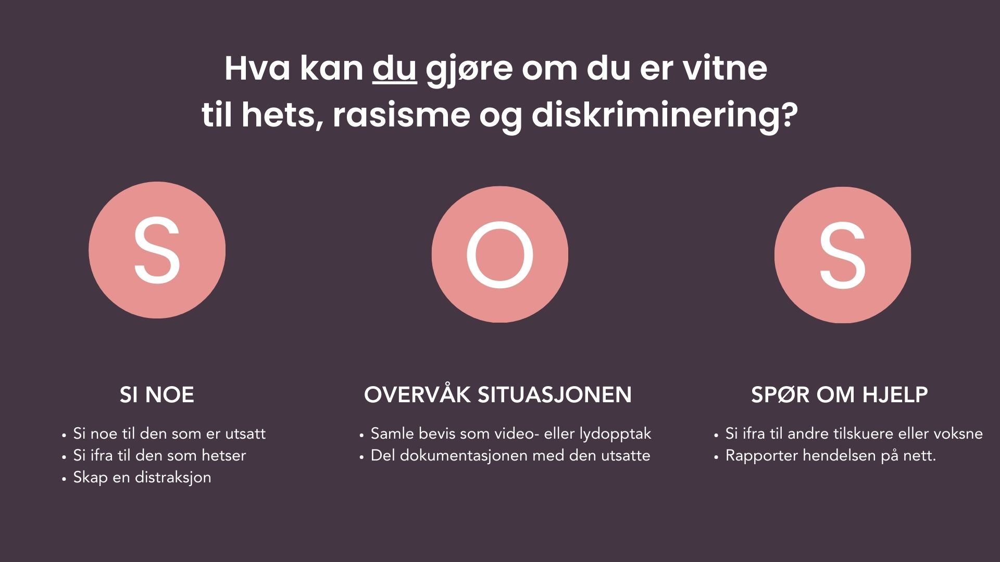 Hva kan du gjøre om du er vitne
til hets, rasisme og diskriminering?
S
O
S
SI NOE
• Si noe til den som er utsatt
• Si ifra til den som hetser
• Skap en distraksjon
OVERVÅK SITUASJONEN
• Samle bevis som video- eller lydopptak
• Del dokumentasjonen med den utsatte
SPØR OM HJELP
• Si ifra til andre tilskuere eller voksne
• Rapporter hendelsen på nett.